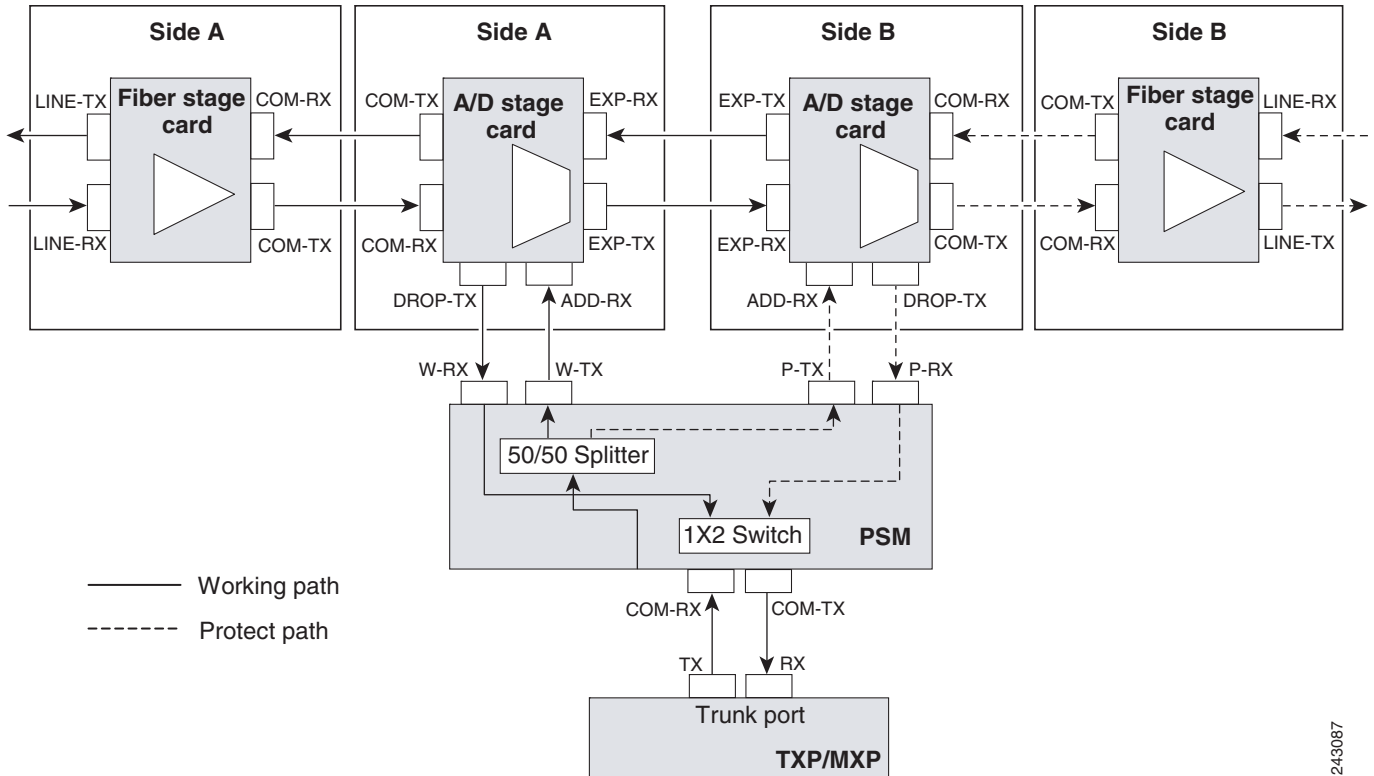 Side A
Side A
Side B
Side B
LINE-TX
Fiber stage
card
COM-RX
COM-TX
A/D stage
card
EXP-RX
EXP-TX
A/D stage
card
COM-RX
COM-TX
Fiber stage
card
LINE-RX
LINE-RX
COM-TX
COM-RX
EXP-TX
EXP-RX
COM-TX
COM-RX
LINE-TX
DROP-TX
ADD-RX
ADD-RX
DROP-TX
W-RX
W-TX
P-TX
P-RX
50/50 Splitter
1X2 Switch
PSM
Working path
Protect path
COM-RX
COM-TX
TX
RX
Trunk port
TXP/MXP
243087